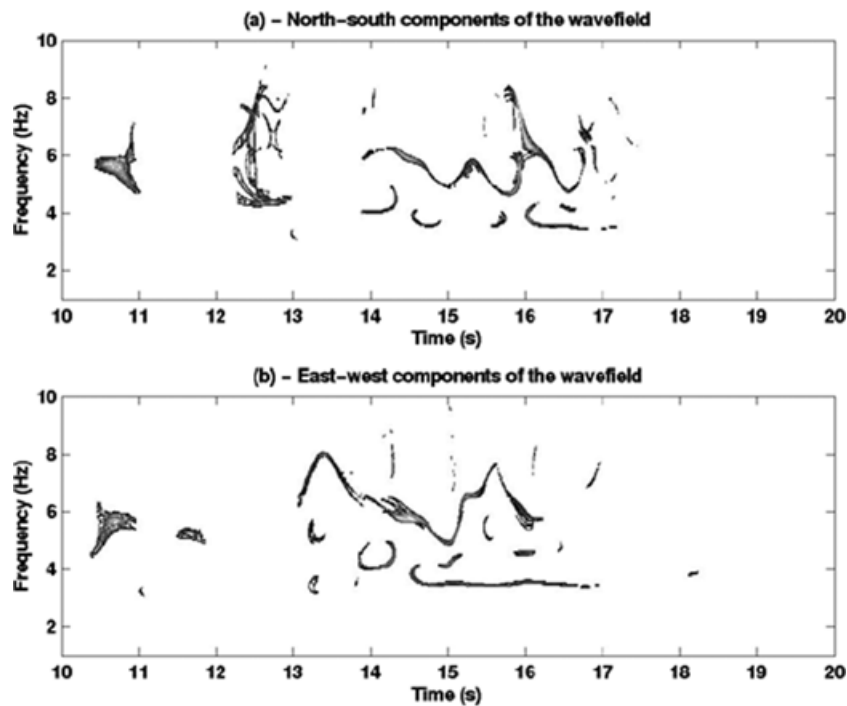 (a) - North-south components of the wavefield
10
8
6
4
2
Frequency (Hz)
10 11 12 13 14 15 16 17 18 19 20
Time (s)
(b) - East-west components of the wavefield
10
8
6
4
2
Frequency (Hz)
10 11 12 13 14 15 16 17 18 19 20
Time (s)